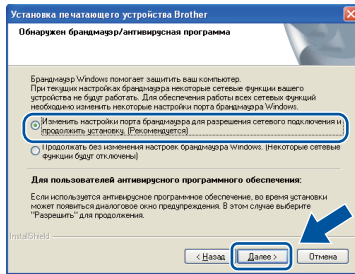 Установка печатающего устройства Brother
Обнаружен брандмауэр/антивирусная программа
Брандмауэр Windows помогает защитить ваш компьютер.
При текущих настройках брандмауэра некоторые сетевые функции вашего
устройства не будут работать. Для обеспечения работы всех сетевых функций
необходимо изменить некоторые настройки порта брандмауэра Windows.
Изменить настройки порта брандмауэра для разрешения сетевого подключения и
продолжить установку. (Рекомендуется)
Продолжать без изменения настроек брандмауэра Windows. (Некоторые сетевые
функции будут отключены)
Для пользователей антивирусного программного обеспечения:
Если используется антивирусное программное обеспечение, во время установки
может появиться диалоговое окно предупреждения. В этом случае выберите
"Разрешить" для продолжения.
InstallShield
< Назад Далее > Отмена